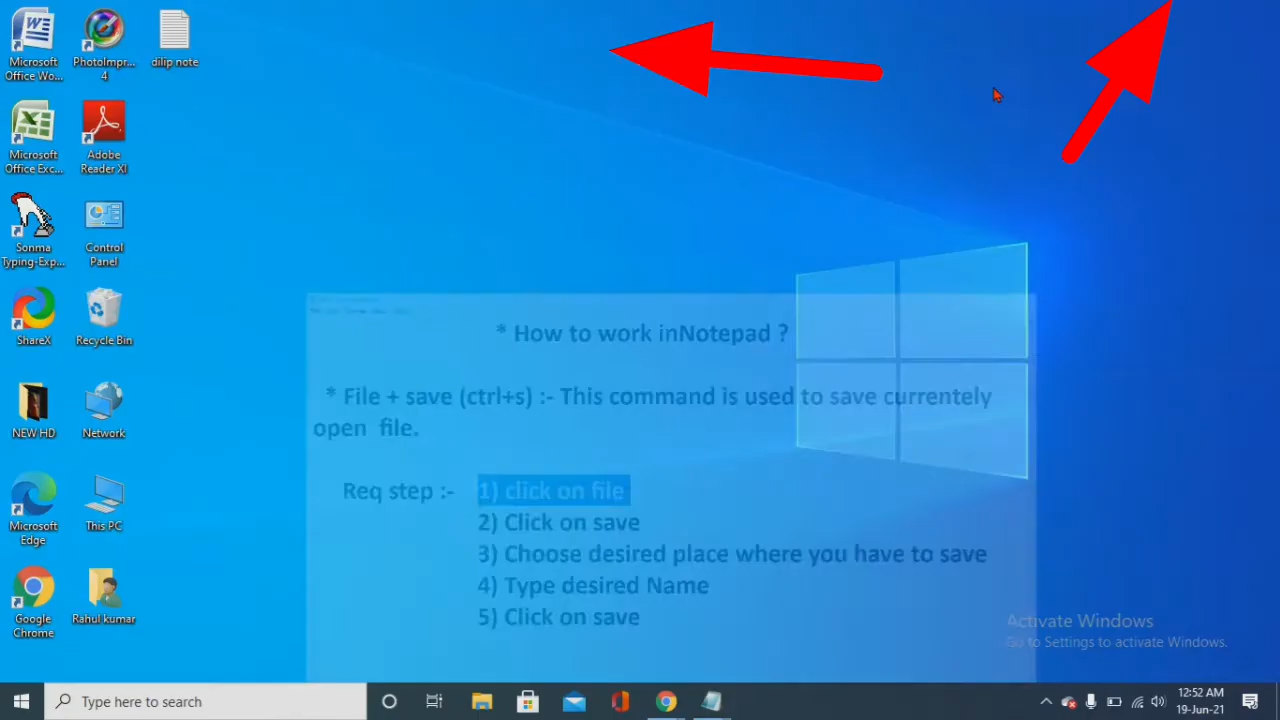 Microsoft
Office Wo...
PhotoImpr...
4
dilip note
Microsoft
Office Exc...
Adobe
Reader XI
Sonma
Typing-Exp...
Control
Panel
ShareX
Recycle Bin
NEW HD
Network
Microsoft
Edge
This PC
Google
Chrome
Rahul kumar
* How to work inNotepad ?
* File + save (ctrl+s) :- This command is used to save currentely
open file.
Req step :- 1) click on file
2) Click on save
3) Choose desired place where you have to save
4) Type desired Name
5) Click on save
Activate Windows
Go to Settings to activate Windows.
Type here to search
12:52 AM
19-Jun-21